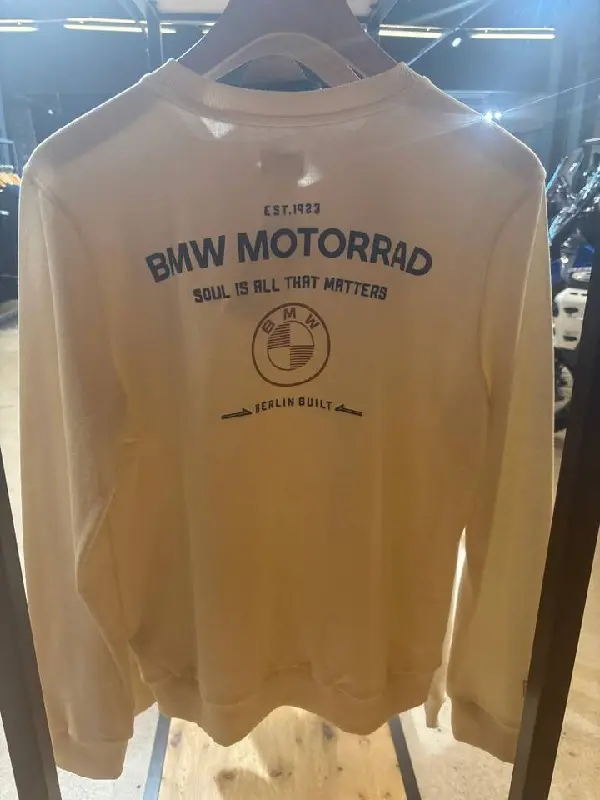 EST.1923
BMW MOTORRAD
SOUL IS ALL THAT MATTERS
BMW
BERLIN BUILT